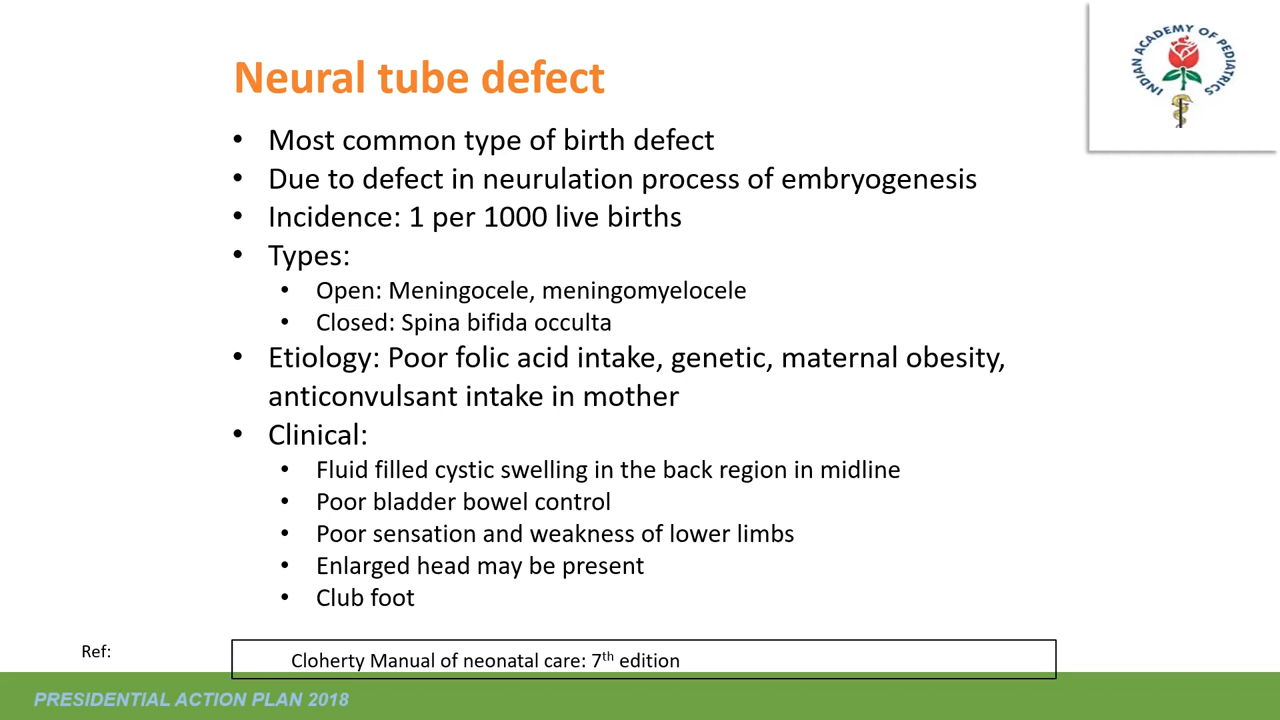 INDIAN ACADEMY OF PEDIATRICS
Neural tube defect
• Most common type of birth defect
• Due to defect in neurulation process of embryogenesis
• Incidence: 1 per 1000 live births
• Types:
• Open: Meningocele, meningomyelocele
• Closed: Spina bifida occulta
• Etiology: Poor folic acid intake, genetic, maternal obesity,
anticonvulsant intake in mother
• Clinical:
• Fluid filled cystic swelling in the back region in midline
• Poor bladder bowel control
• Poor sensation and weakness of lower limbs
• Enlarged head may be present
• Club foot
Ref:
Cloherty Manual of neonatal care: 7th edition
PRESIDENTIAL ACTION PLAN 2018